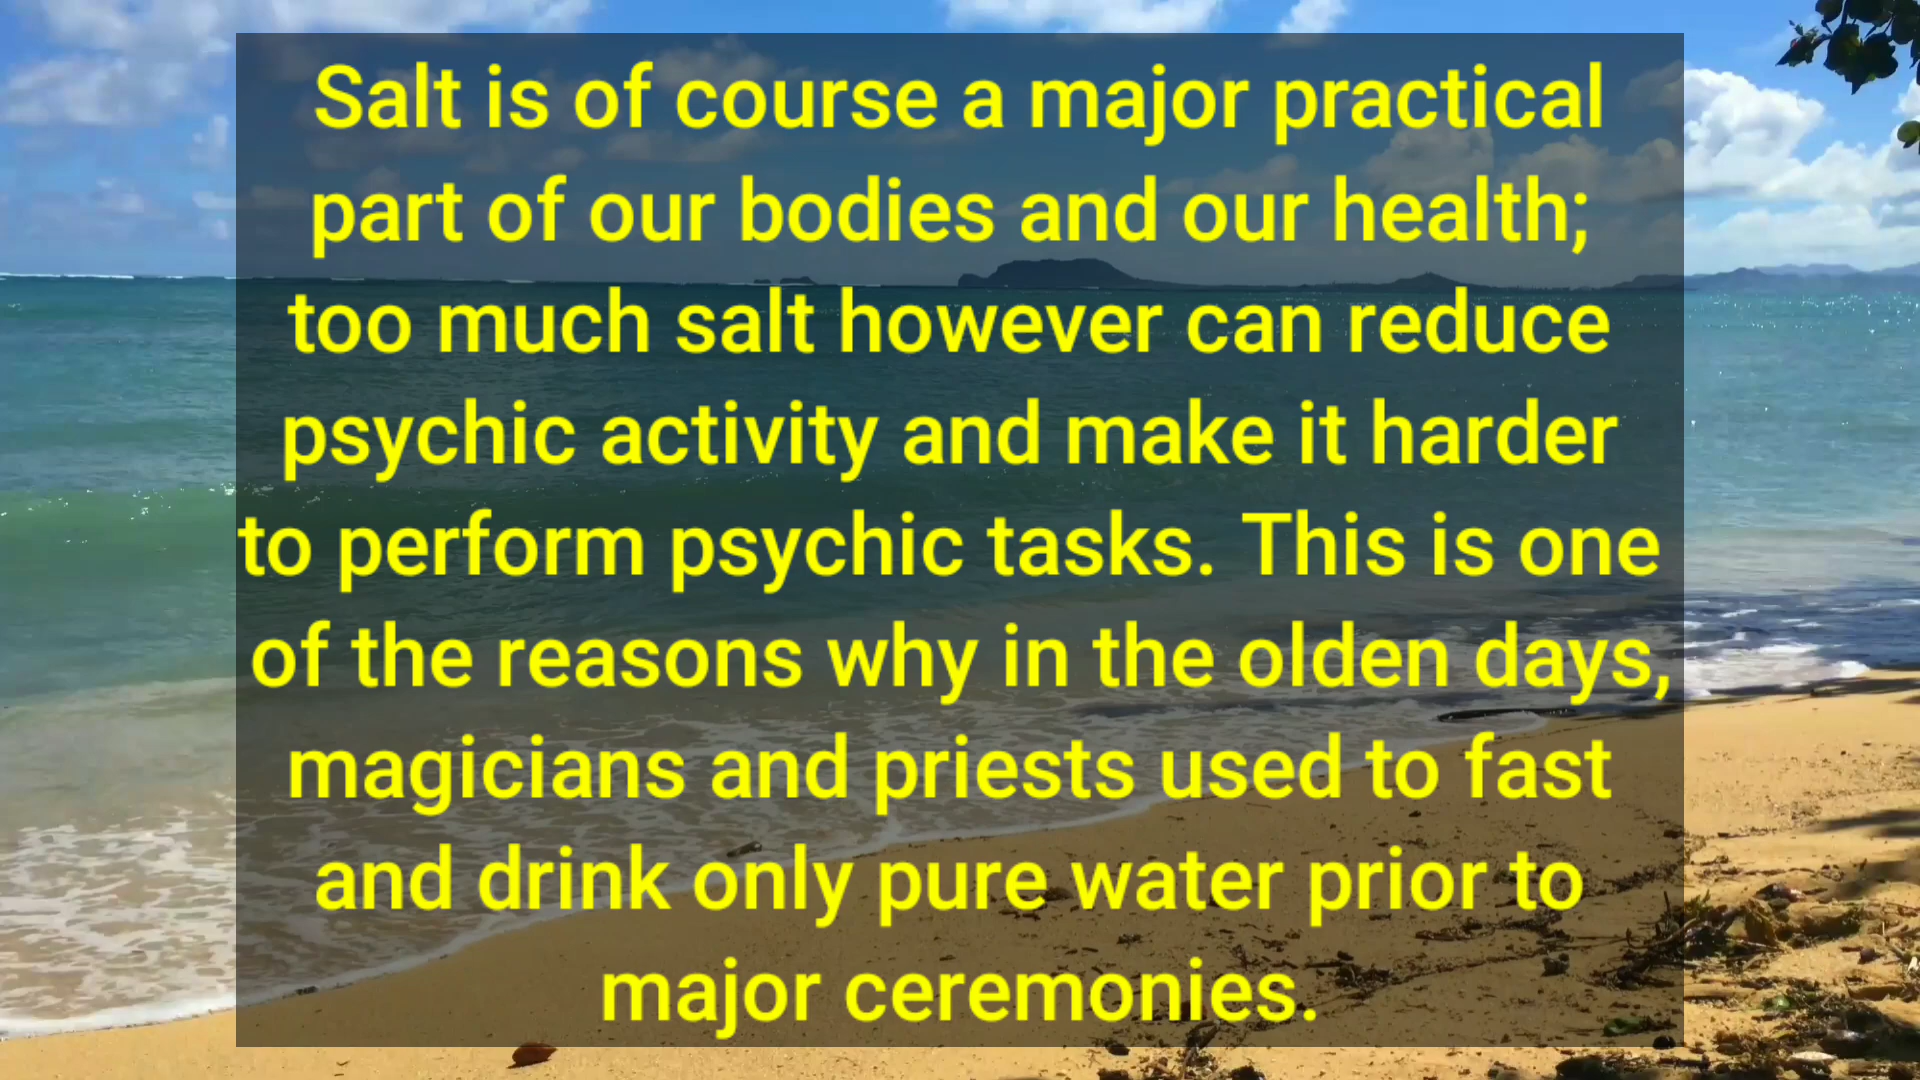 Salt is of course a major practical
part of our bodies and our health;
too much salt however can reduce
psychic activity and make it harder
to perform psychic tasks. This is one
of the reasons why in the olden days,
magicians and priests used to fast
and drink only pure water prior to
major ceremonies.